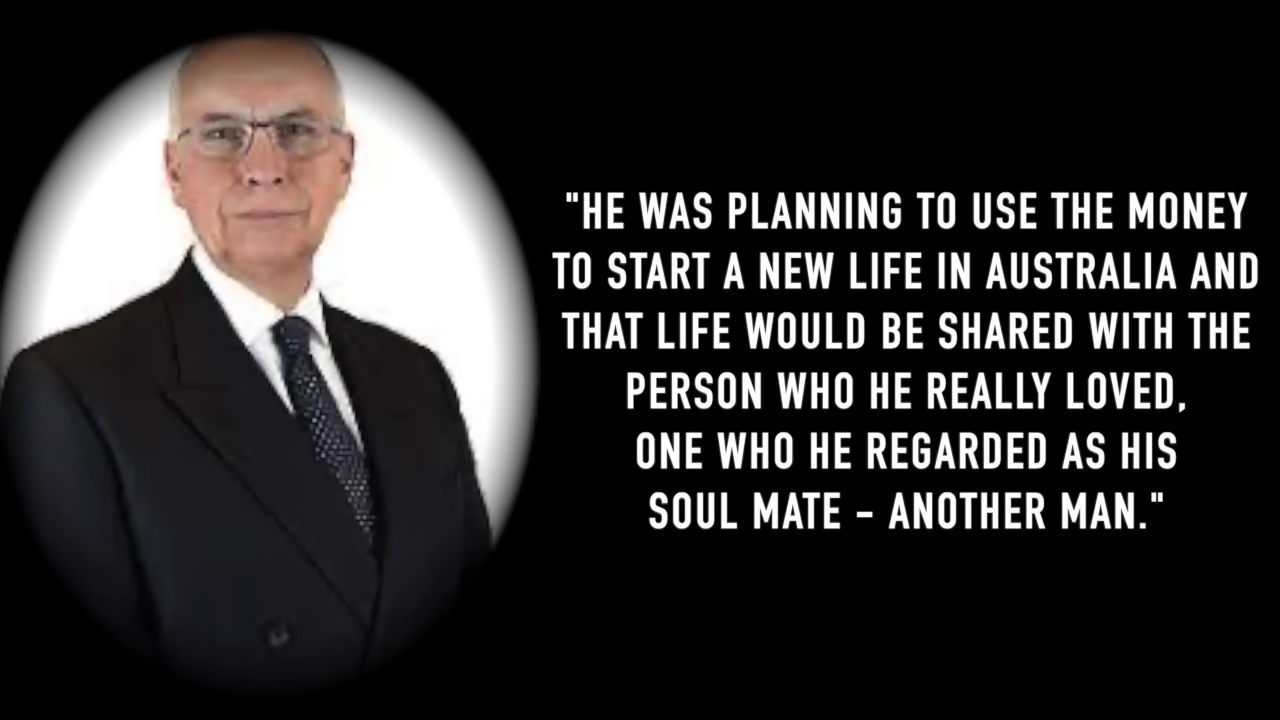 "HE WAS PLANNING TO USE THE MONEY
TO START A NEW LIFE IN AUSTRALIA AND
THAT LIFE WOULD BE SHARED WITH THE
PERSON WHO HE REALLY LOVED,
ONE WHO HE REGARDED AS HIS
SOUL MATE - ANOTHER MAN."